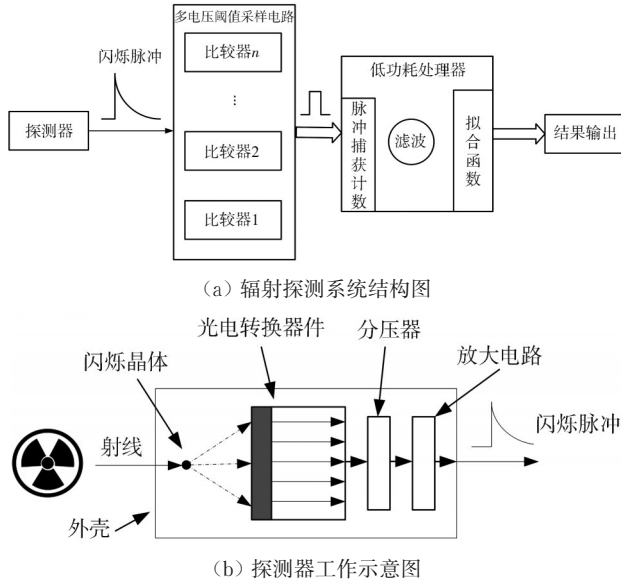 多电压阈值采样电路
比较器n
闪烁脉冲
⋮
探测器
比较器2
比较器1
低功耗处理器
脉冲捕获计数
滤波
拟合函数
结果输出
(a) 辐射探测系统结构图
光电转换器件
分压器
闪烁晶体
放大电路
射线
闪烁脉冲
外壳
(b) 探测器工作示意图